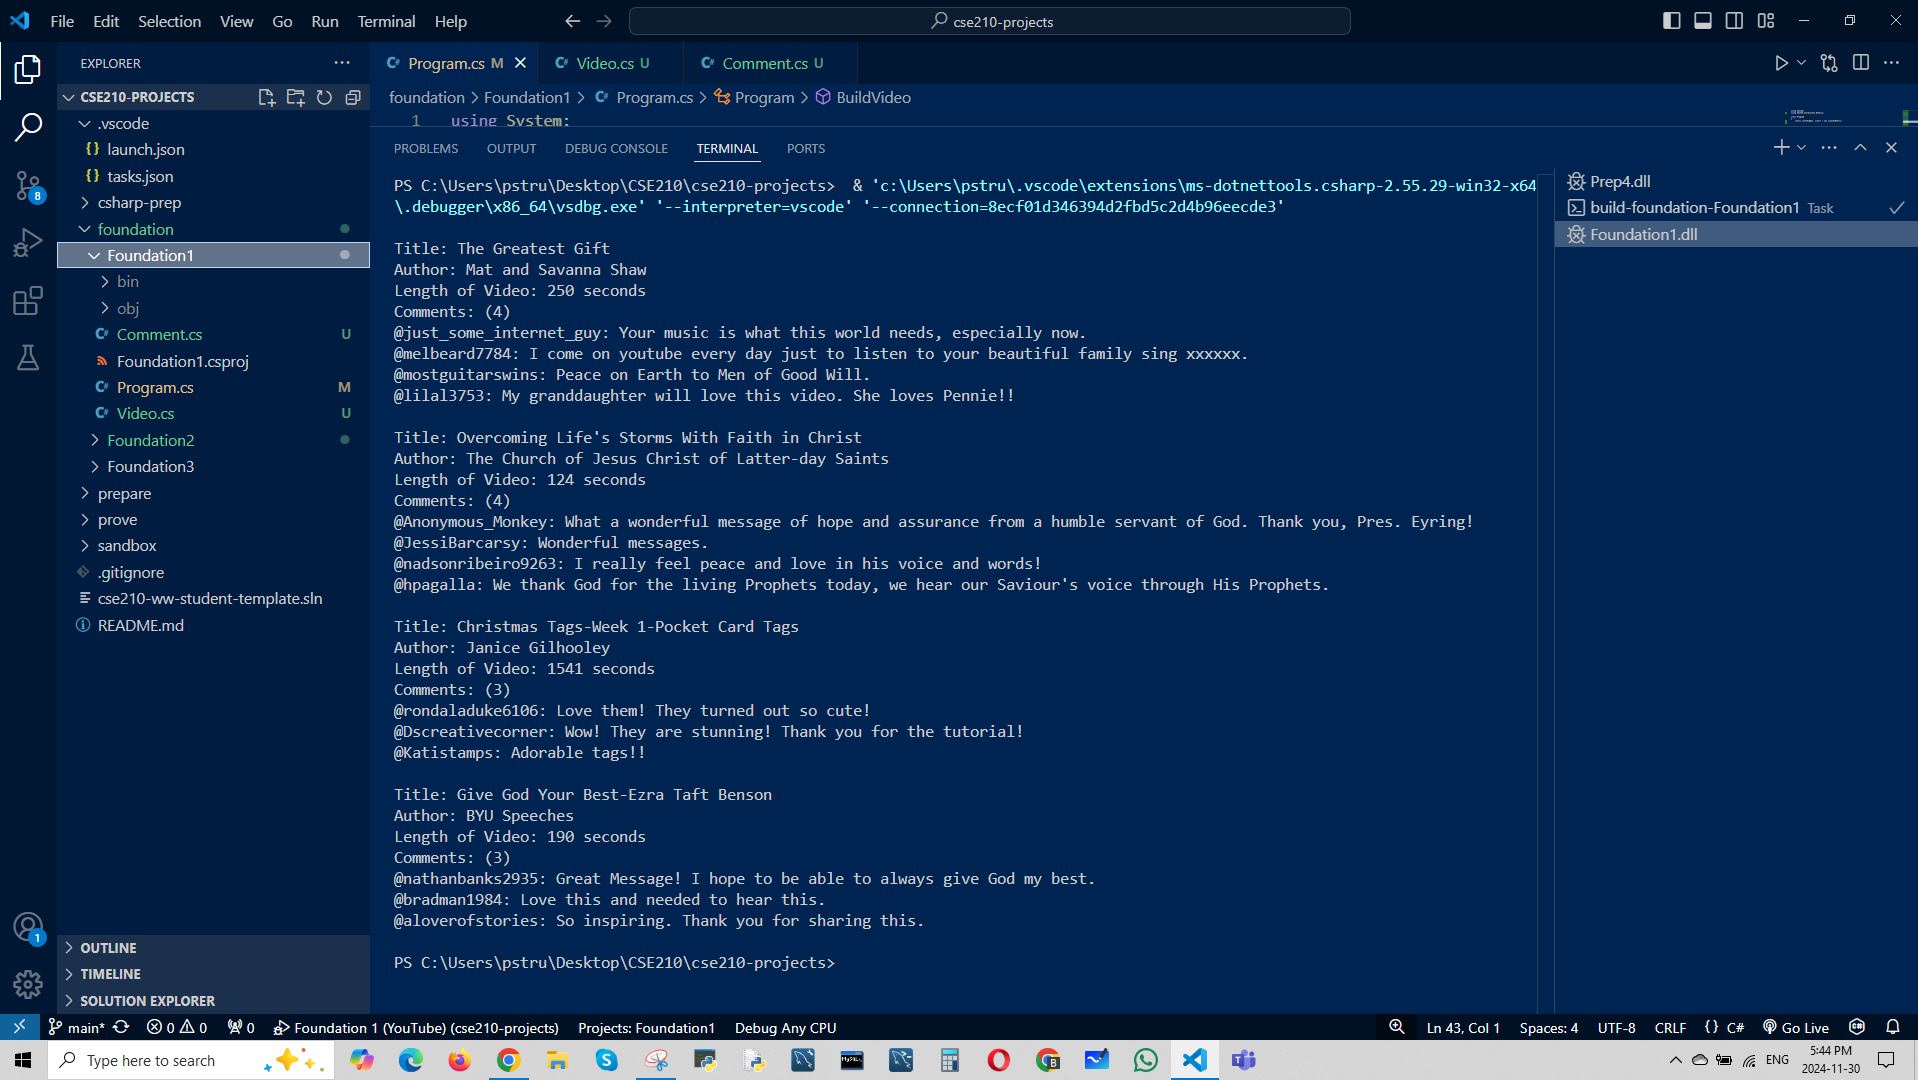 File Edit Selection View Go Run Terminal Help
cse210-projects
EXPLORER
CSE210-PROJECTS
.vscode
launch.json
tasks.json
csharp-prep
foundation
Foundation1
bin
obj
Comment.cs U
Foundation1.csproj
Program.cs M
Video.cs U
Foundation2
Foundation3
prepare
prove
sandbox
.gitignore
cse210-ww-student-template.sln
README.md
OUTLINE
TIMELINE
SOLUTION EXPLORER
8
1
Program.cs M Video.cs U Comment.cs U
foundation > Foundation1 > Program.cs > Program > BuildVideo
1 using System;
PROBLEMS OUTPUT DEBUG CONSOLE TERMINAL PORTS
PS C:\Users\pstru\Desktop\CSE210\cse210-projects> & 'c:\Users\pstru\.vscode\extensions\ms-dotnettools.csharp-2.55.29-win32-x64
\.debugger\x86_64\vsdbg.exe' '--interpreter=vscode' '--connection=8ecf01d346394d2fbd5c2d4b96eecde3'
Title: The Greatest Gift
Author: Mat and Savanna Shaw
Length of Video: 250 seconds
Comments: (4)
@just_some_internet_guy: Your music is what this world needs, especially now.
@melbeard7784: I come on youtube every day just to listen to your beautiful family sing xxxxxx.
@mostguitarswins: Peace on Earth to Men of Good Will.
@lilal3753: My granddaughter will love this video. She loves Pennie!!
Title: Overcoming Life's Storms With Faith in Christ
Author: The Church of Jesus Christ of Latter-day Saints
Length of Video: 124 seconds
Comments: (4)
@Anonymous_Monkey: What a wonderful message of hope and assurance from a humble servant of God. Thank you, Pres. Eyring!
@JessiBarcarsy: Wonderful messages.
@nadsonribeiro9263: I really feel peace and love in his voice and words!
@hpagalla: We thank God for the living Prophets today, we hear our Saviour's voice through His Prophets.
Title: Christmas Tags-Week 1-Pocket Card Tags
Author: Janice Gilhooley
Length of Video: 1541 seconds
Comments: (3)
@rondaladuke6106: Love them! They turned out so cute!
@Dscreativecorner: Wow! They are stunning! Thank you for the tutorial!
@Katistamps: Adorable tags!!
Title: Give God Your Best-Ezra Taft Benson
Author: BYU Speeches
Length of Video: 190 seconds
Comments: (3)
@nathanbanks2935: Great Message! I hope to be able to always give God my best.
@bradman1984: Love this and needed to hear this.
@aloverofstories: So inspiring. Thank you for sharing this.
PS C:\Users\pstru\Desktop\CSE210\cse210-projects>
Prep4.dll
build-foundation-Foundation1 Task
Foundation1.dll
main* 0 0 0 Foundation 1 (YouTube) (cse210-projects) Projects: Foundation1 Debug Any CPU Ln 43, Col 1 Spaces: 4 UTF-8 CRLF {} C# Go Live
Type here to search
ENG
5:44 PM
2024-11-30